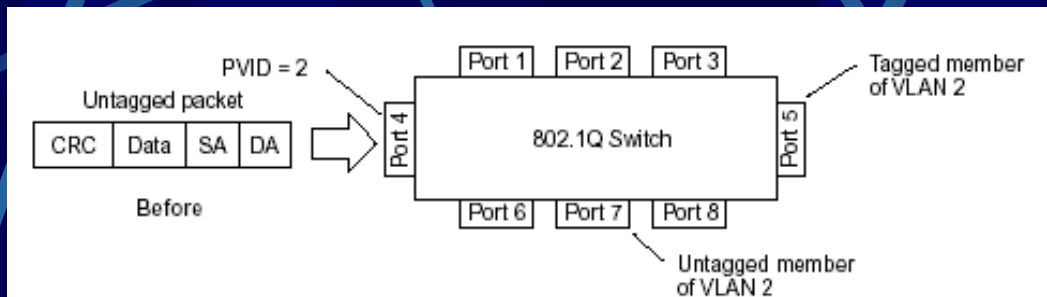 Port 1
Port 2
Port 3
PVID = 2
Tagged member
of VLAN 2
Untagged packet
CRC
Data
SA
DA
Port 4
802.1Q Switch
Port 5
Before
Port 6
Port 7
Port 8
Untagged member
of VLAN 2